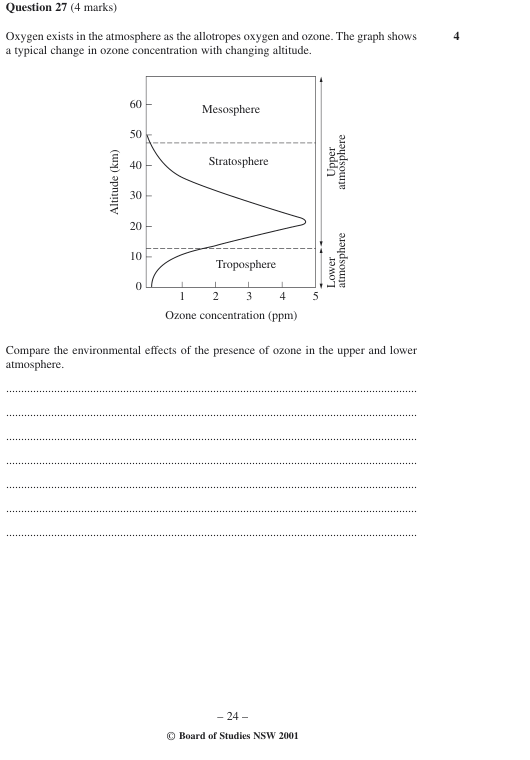 Question 27 (4 marks)
Oxygen exists in the atmosphere as the allotropes oxygen and ozone. The graph shows
4
a typical change in ozone concentration with changing altitude.
60
50
40
30
20
10
0
Altitude (km)
Mesosphere
Stratosphere
Troposphere
Upper
atmosphere
Lower
atmosphere
1 2 3 4 5
Ozone concentration (ppm)
Compare the environmental effects of the presence of ozone in the upper and lower
atmosphere.
– 24 –
© Board of Studies NSW 2001